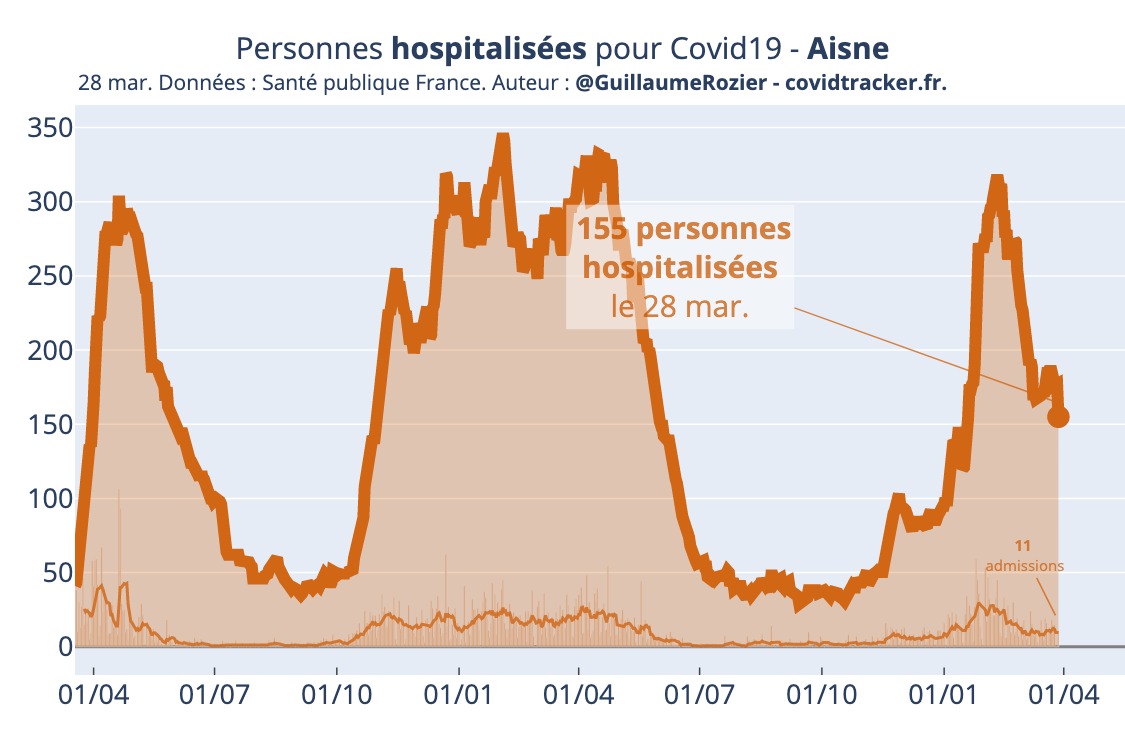 Personnes hospitalisées pour Covid19 - Aisne
28 mar. Données : Santé publique France. Auteur : @GuillaumeRozier - covidtracker.fr.
350
300
250
200
150
100
50
0
155 personnes
hospitalisées
le 28 mar.
11
admissions
01/04 01/07 01/10 01/01 01/04 01/07 01/10 01/01 01/04